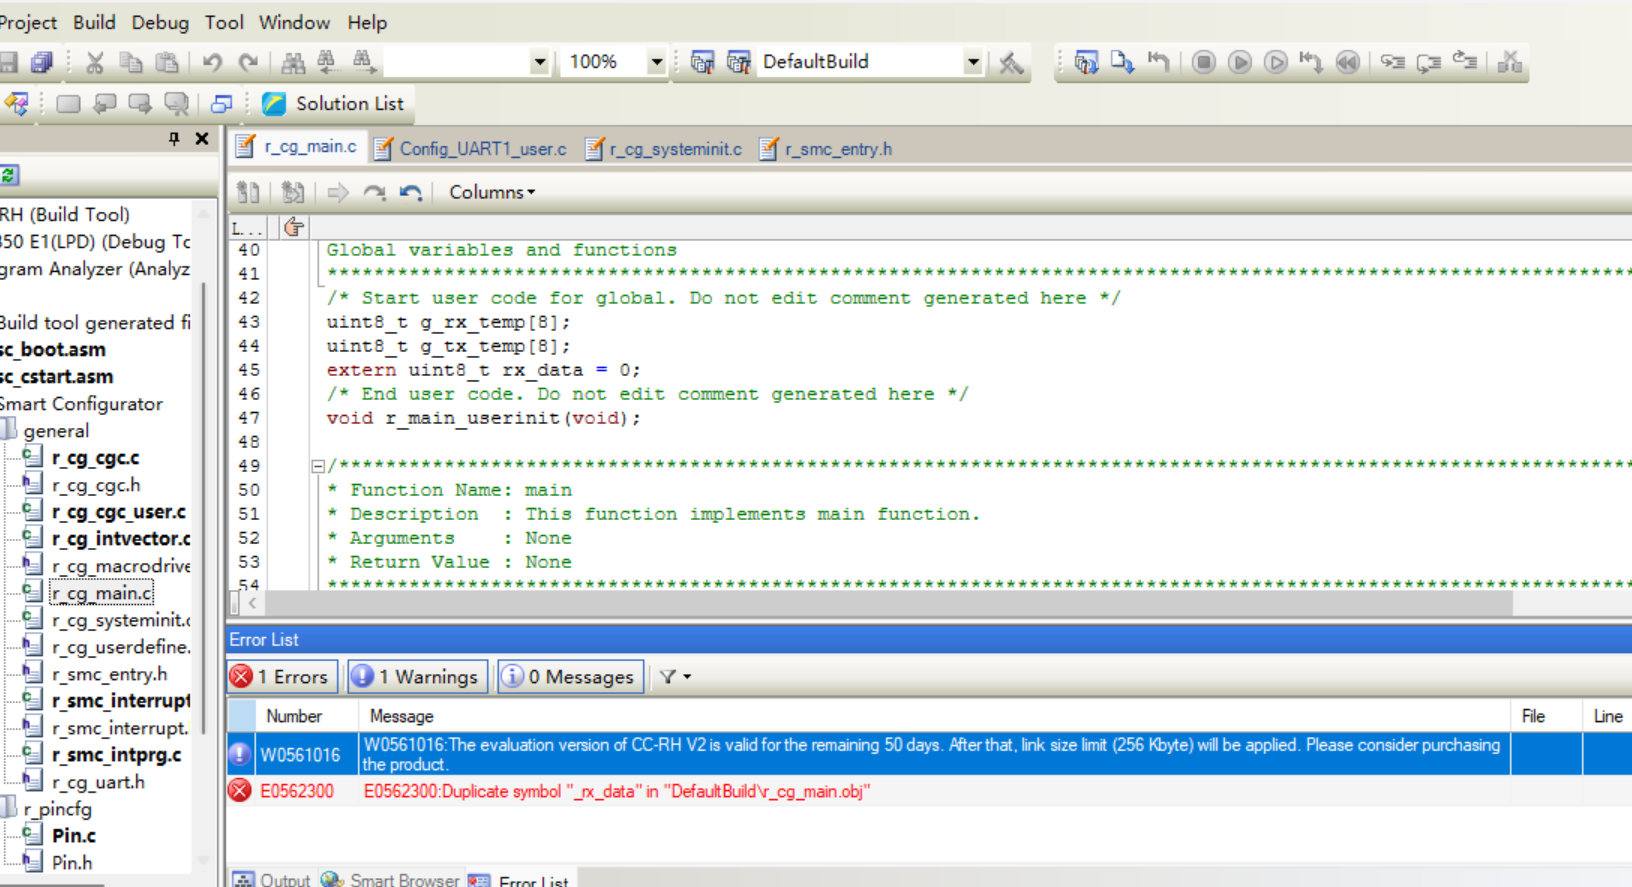 Project Build Debug Tool Window Help
100% DefaultBuild
Solution List
r_cg_main.c Config_UART1_user.c r_cg_systeminit.c r_smc_entry.h
Columns
RH (Build Tool)
350 E1(LPD) (Debug To
gram Analyzer (Analyz
Build tool generated fi
sc_boot.asm
sc_cstart.asm
Smart Configurator
general
r_cg_cgc.c
r_cg_cgc.h
r_cg_cgc_user.c
r_cg_intvector.c
r_cg_macrodrive
r_cg_main.c
r_cg_systeminit.c
r_cg_userdefine.
r_smc_entry.h
r_smc_interrupt
r_smc_interrupt.
r_smc_intprg.c
r_cg_uart.h
r_pincfg
Pin.c
Pin.h
L...
40 Global variables and functions
41 ****************************************************************************************************************
42 /* Start user code for global. Do not edit comment generated here */
43 uint8_t g_rx_temp[8];
44 uint8_t g_tx_temp[8];
45 extern uint8_t rx_data = 0;
46 /* End user code. Do not edit comment generated here */
47 void r_main_userinit(void);
48
49 /***************************************************************************************************************
50 * Function Name: main
51 * Description  : This function implements main function.
52 * Arguments    : None
53 * Return Value : None
54 ****************************************************************************************************************
Error List
1 Errors 1 Warnings 0 Messages
Number Message File Line
W0561016 W0561016:The evaluation version of CC-RH V2 is valid for the remaining 50 days. After that, link size limit (256 Kbyte) will be applied. Please consider purchasing
the product.
E0562300 E0562300:Duplicate symbol "_rx_data" in "DefaultBuild\r_cg_main.obj"
Output Smart Browser Error List